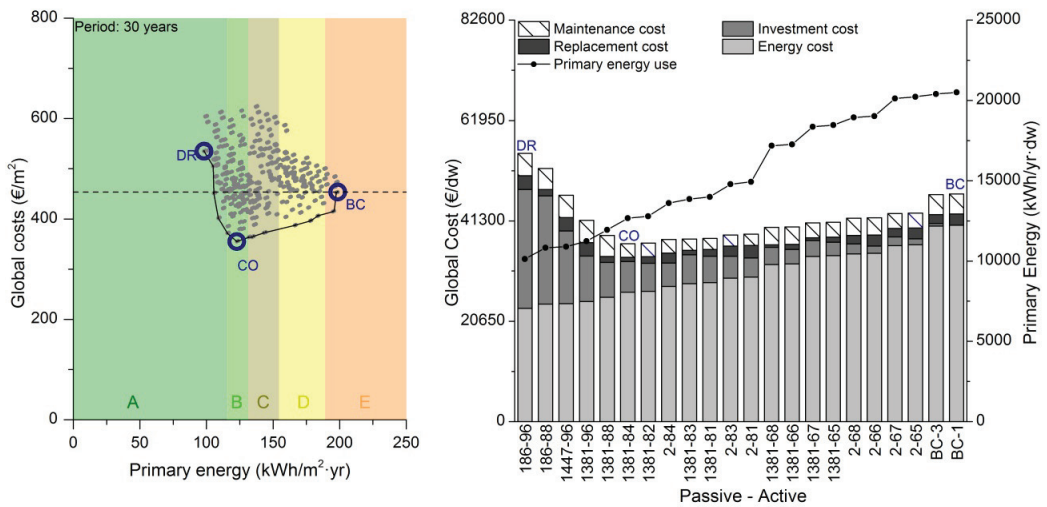 800
600
400
200
0
Global costs (€/m²)
Period: 30 years
DR
BC
CO
A
B
C
D
E
0
50
100
150
200
250
Primary energy (kWh/m²·yr)
82600
61950
41300
20650
0
Global Cost (€/dw)
Maintenance cost
Investment cost
Replacement cost
Energy cost
Primary energy use
DR
CO
BC
25000
20000
15000
10000
5000
0
Primary Energy (kWh/yr·dw)
186-96
186-88
1447-96
1381-96
1381-88
1381-84
1381-82
2-84
1381-83
1381-81
2-83
2-81
1381-68
1381-66
1381-67
1381-65
2-68
2-66
2-67
2-65
BC-3
BC-1
Passive - Active